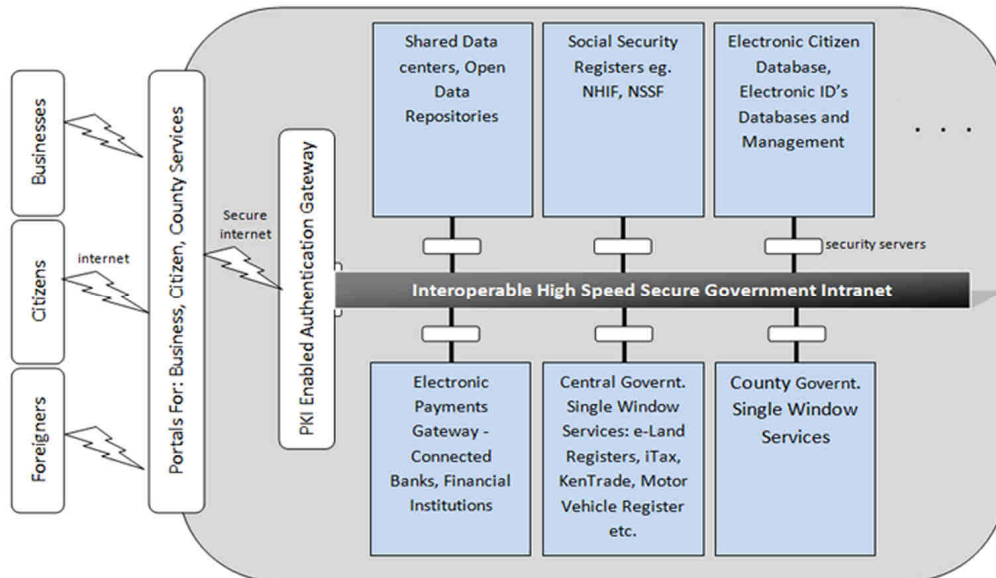 Businesses
Citizens
Foreigners
internet
Portals For: Business, Citizen, County Services
Secure
internet
PKI Enabled Authentication Gateway
Shared Data
centers, Open
Data
Repositories
Social Security
Registers eg.
NHIF, NSSF
Electronic Citizen
Database,
Electronic ID's
Databases and
Management
. . .
security servers
Interoperable High Speed Secure Government Intranet
Electronic
Payments
Gateway -
Connected
Banks, Financial
Institutions
Central Governt.
Single Window
Services: e-Land
Registers, iTax,
KenTrade, Motor
Vehicle Register
etc.
County Governt.
Single Window
Services